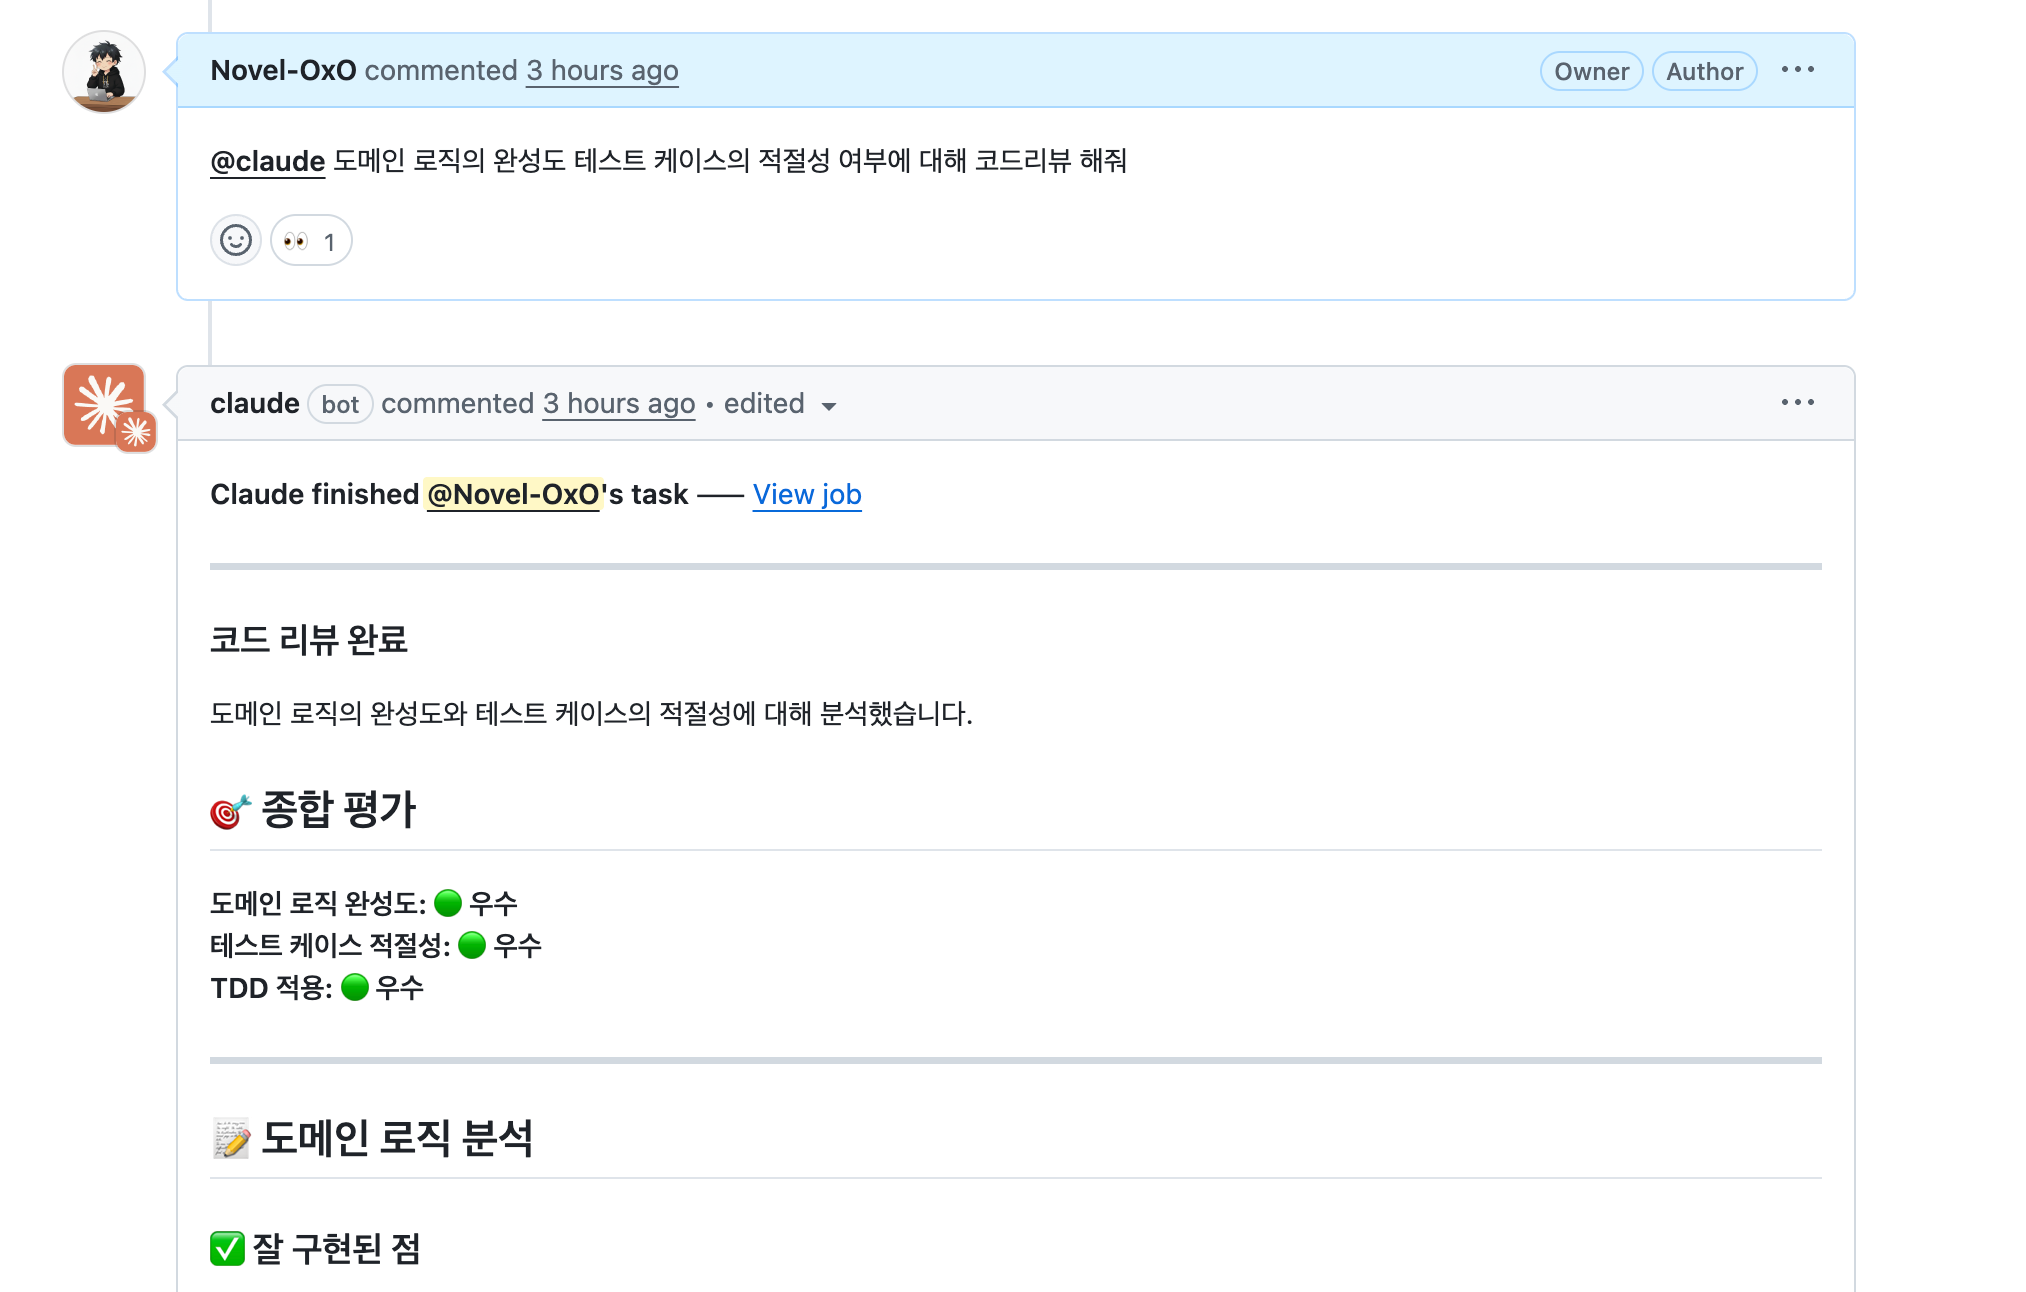 Novel-OxO commented 3 hours ago Owner Author
@claude 도메인 로직의 완성도 테스트 케이스의 적절성 여부에 대해 코드리뷰 해줘
1
claude bot commented 3 hours ago • edited
Claude finished @Novel-OxO's task —— View job
코드 리뷰 완료
도메인 로직의 완성도와 테스트 케이스의 적절성에 대해 분석했습니다.
🎯 종합 평가
도메인 로직 완성도: 🟢 우수
테스트 케이스 적절성: 🟢 우수
TDD 적용: 🟢 우수
📝 도메인 로직 분석
✅ 잘 구현된 점